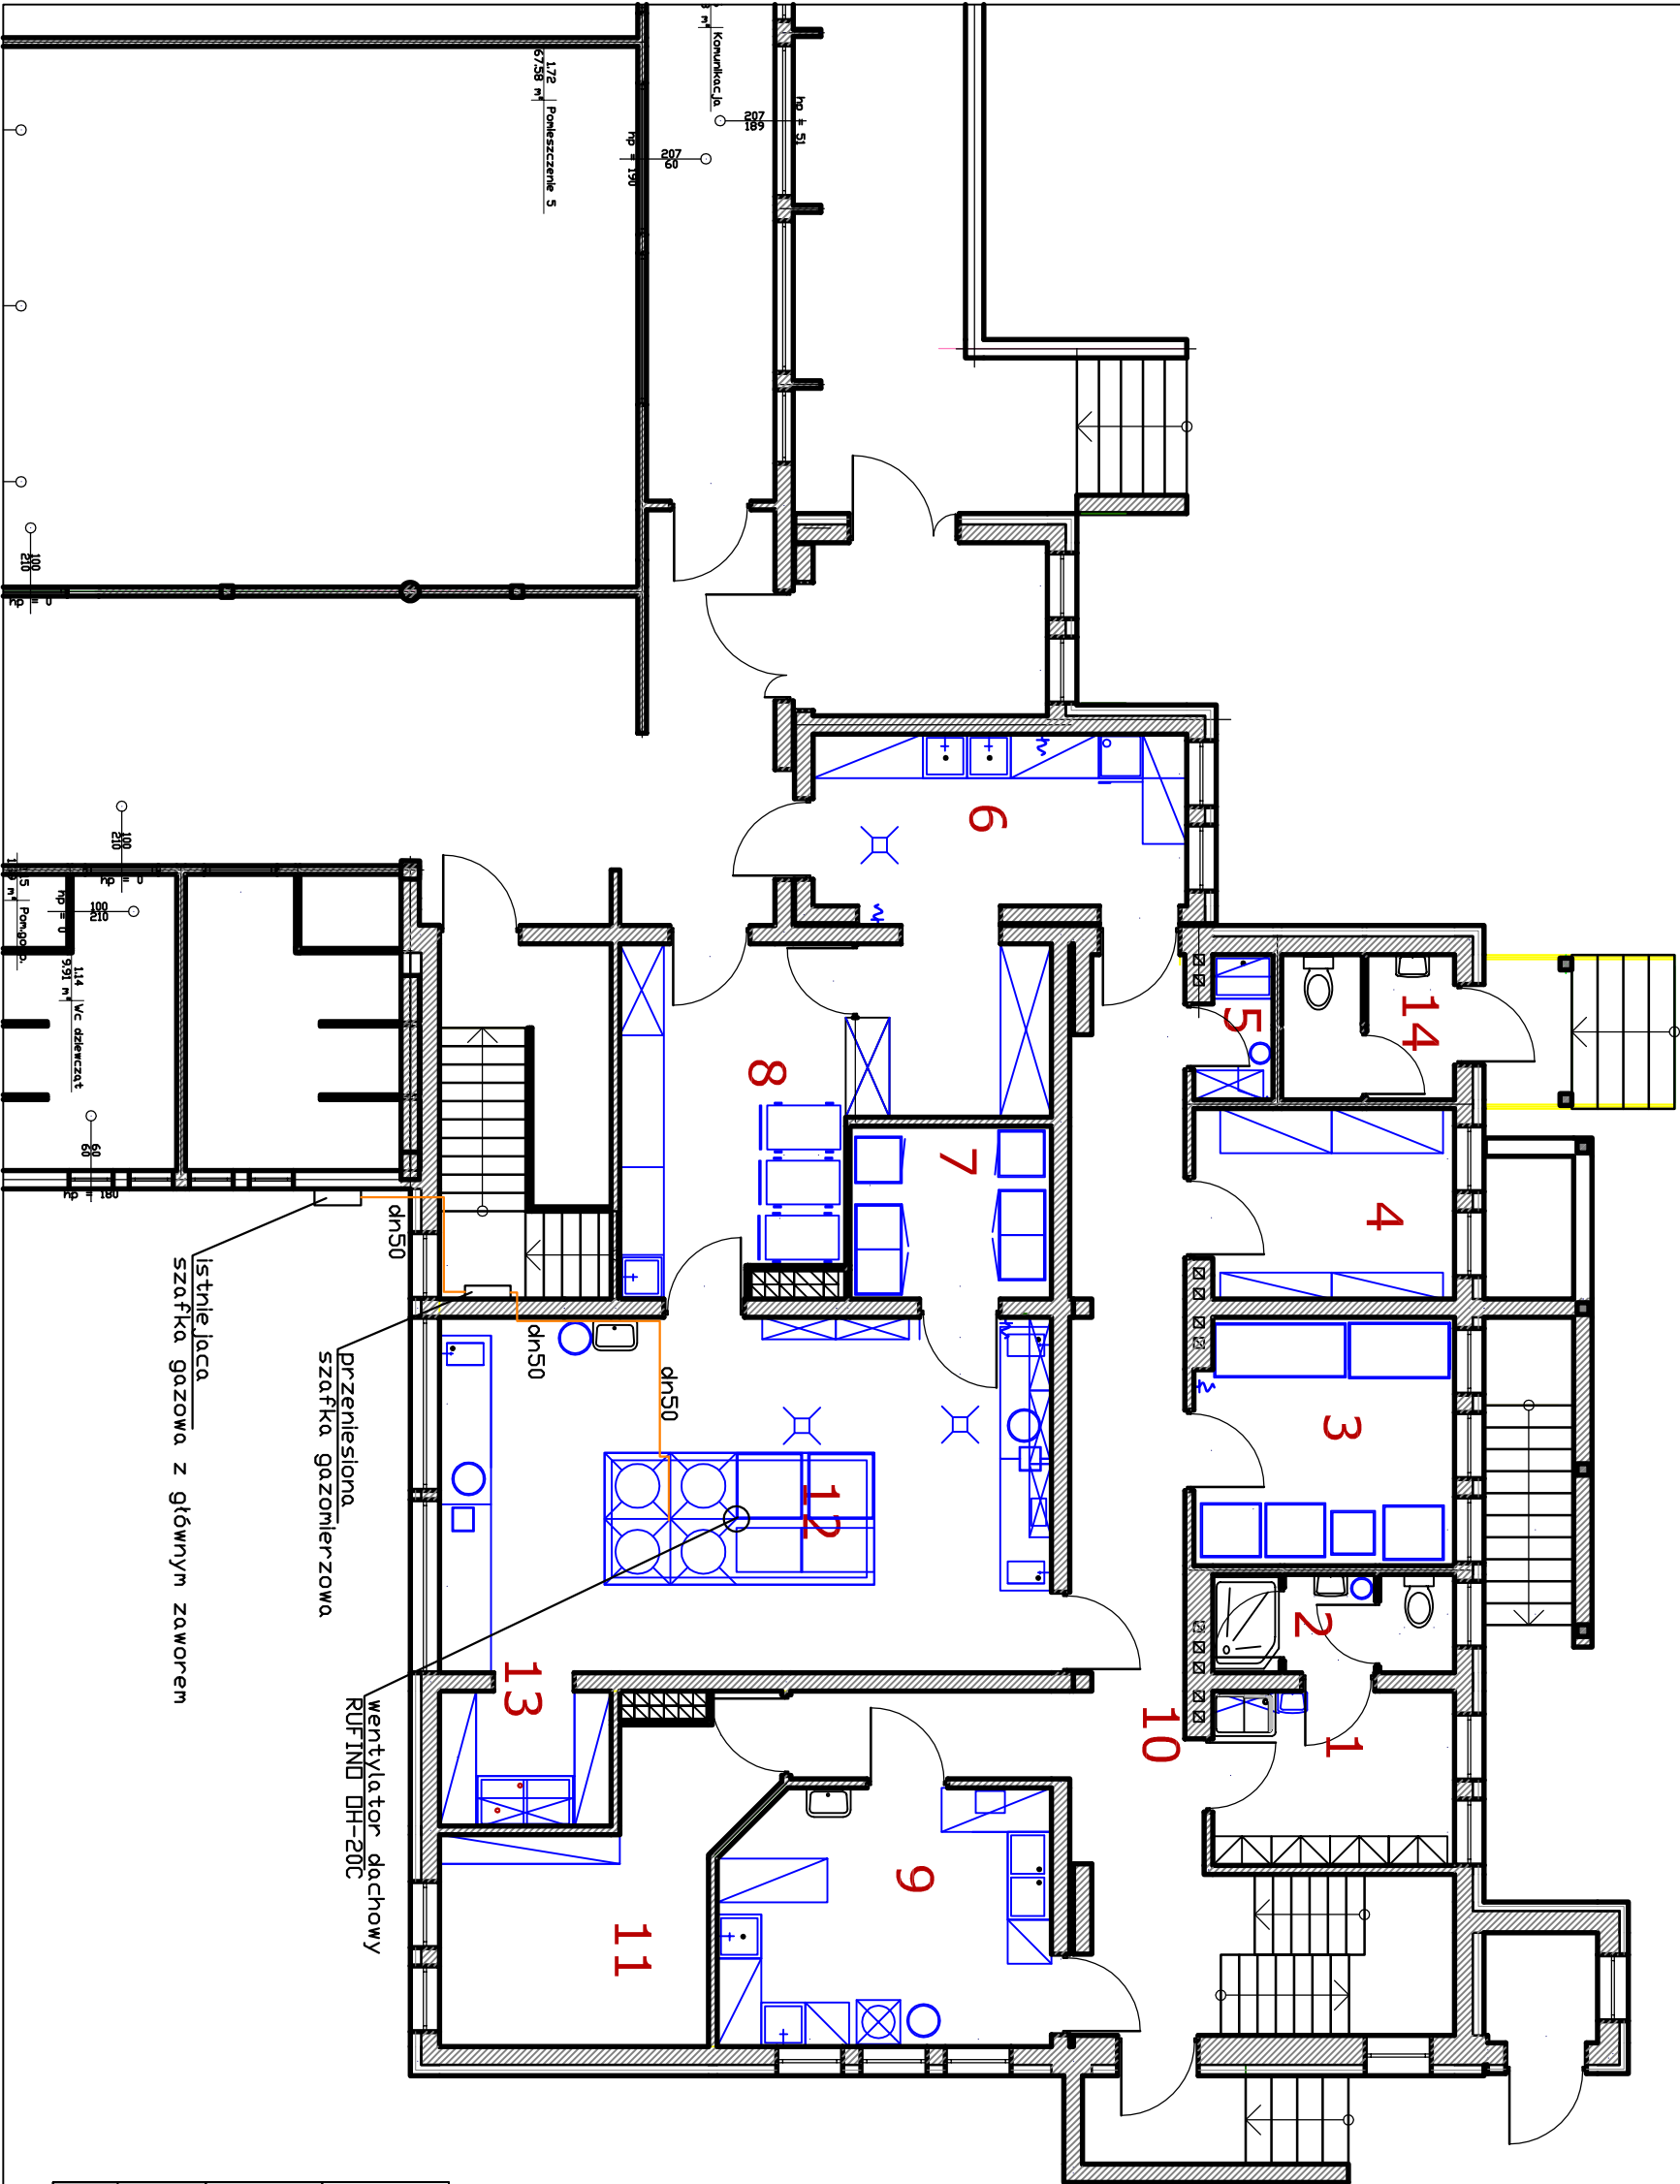 Komunikacja
1.72 Pomieszczenie 5
67.58 m²
hp = 51
207
189
hp = 190
207
60
100
210
hp = 0
100
210
hp = 0
100
210
hp = 0
1.14 Wc dziewcząt
9.91 m²
60
60
hp = 180
6
14
5
8
7
4
3
12
2
13
10
1
9
11
dn50
dn50
dn50
istniejąca
szafka gazowa z głównym zaworem
przeniesiona
szafka gazomierzowa
wentylator dachowy
RUFINO OH-20C